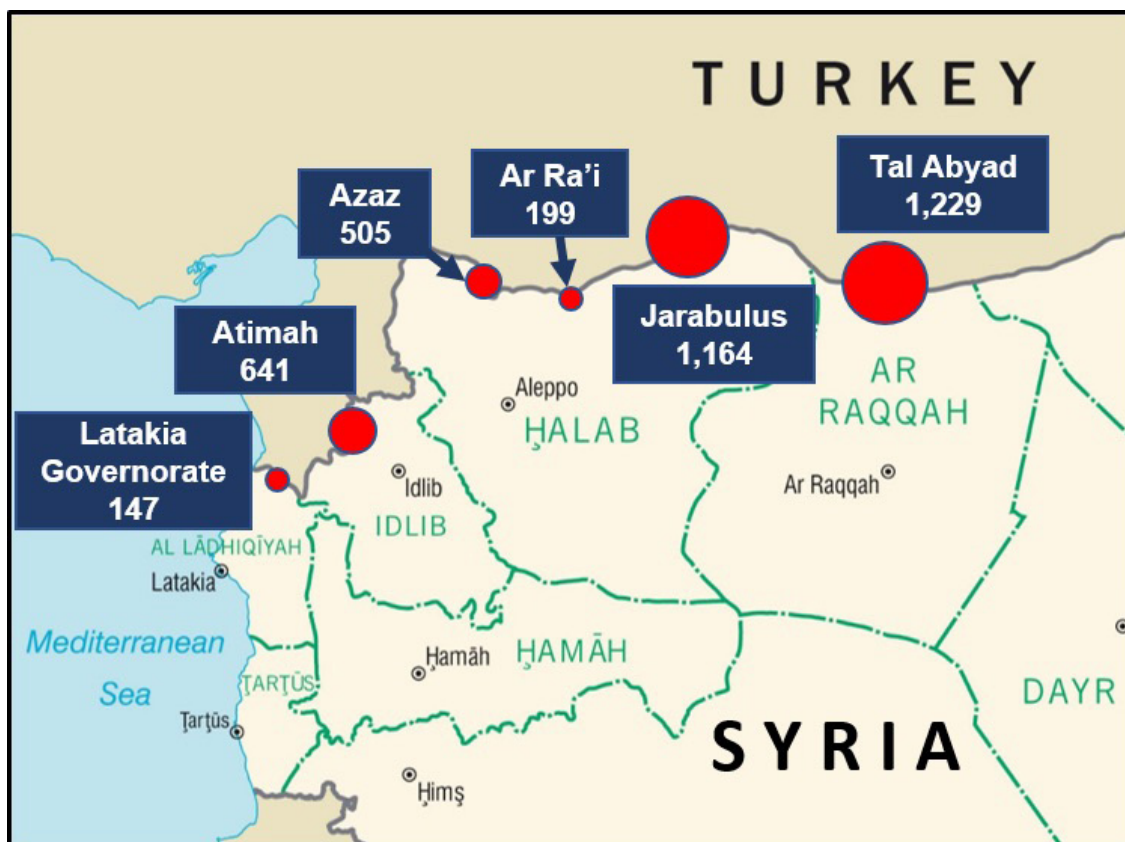 TURKEY
Tal Abyad
1,229
Ar Ra'i
199
Azaz
505
Jarabulus
1,164
Atimah
641
Latakia
Governorate
147
Aleppo
ḨALAB
AR
RAQQAH
Ar Raqqah
Idlib
IDLIB
AL LĀDHIQĪYAH
Latakia
Mediterranean
Sea
Ḩamāh
ḨAMĀH
ŢARŢŪS
Ţarţūs
DAYR
SYRIA
Ḩimş